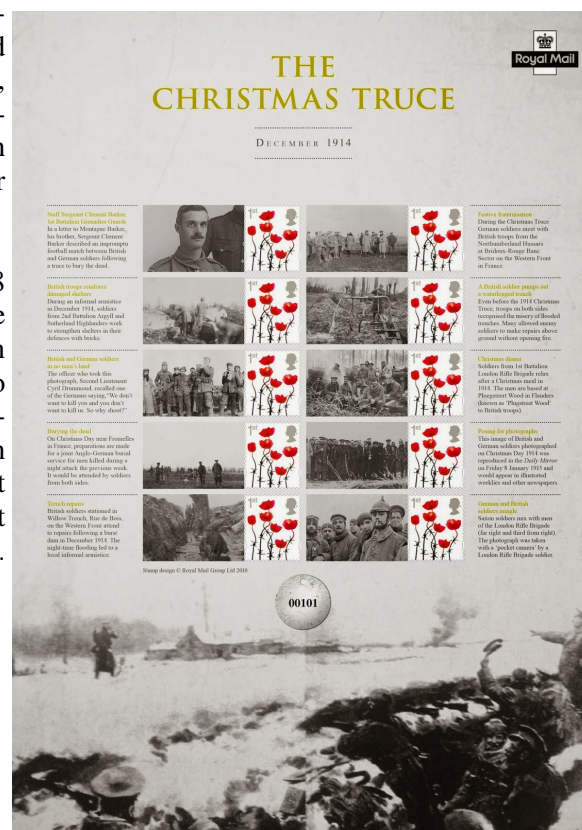 THE
CHRISTMAS TRUCE
Royal Mail
DECEMBER 1914
Staff Sergeant Clement Barker,
1st Battalion Grenadier Guards
In a letter to Montague Barker,
his brother, Sergeant Clement
Barker described an impromptu
football match between British
and German soldiers following
a truce to bury the dead.
1st
1st
Festive fraternisation
During the Christmas Truce
German soldiers meet with
British troops from the
Northumberland Hussars
at Bridoux-Rouge Banc
Sector on the Western Front
in France.
British troops reinforce
damaged shelters
During an informal armistice
in December 1914, soldiers
from 2nd Battalion Argyll and
Sutherland Highlanders work
to strengthen shelters in their
defences with bricks.
1st
1st
A British soldier pumps out
a waterlogged trench
Even before the 1914 Christmas
Truce, troops on both sides
recognised the misery of flooded
trenches. Many allowed enemy
soldiers to make repairs above
ground without opening fire.
British and German soldiers
in no man's land
The officer who took this
photograph, Second Lieutenant
Cyril Drummond, recalled one
of the Germans saying, "We don't
want to kill you and you don't
want to kill us. So why shoot?"
1st
1st
Christmas dinner
Soldiers from 1st Battalion
London Rifle Brigade relax
after a Christmas meal in
1914. The men are based at
Ploegsteert Wood in Flanders
(known as 'Plugstreet Wood'
to British troops).
Burying the dead
On Christmas Day near Fromelles
in France, preparations are made
for a joint Anglo-German burial
service for men killed during a
night attack the previous week.
It would be attended by soldiers
from both sides.
1st
1st
Posing for photographs
This image of British and
German soldiers photographed
on Christmas Day 1914 was
reproduced in the Daily Mirror
on Friday 8 January 1915 and
would appear in illustrated
weeklies and other newspapers.
Trench repairs
British soldiers stationed in
Willow Trench, Rue de Bois,
on the Western Front attend
to repairs following a burst
dam in December 1914. The
night-time flooding led to a
local informal armistice.
1st
1st
German and British
soldiers mingle
Saxon soldiers mix with men
of the London Rifle Brigade
(far right and third from right).
The photograph was taken
with a 'pocket camera' by a
London Rifle Brigade soldier.
Stamp design © Royal Mail Group Ltd 2010
00101